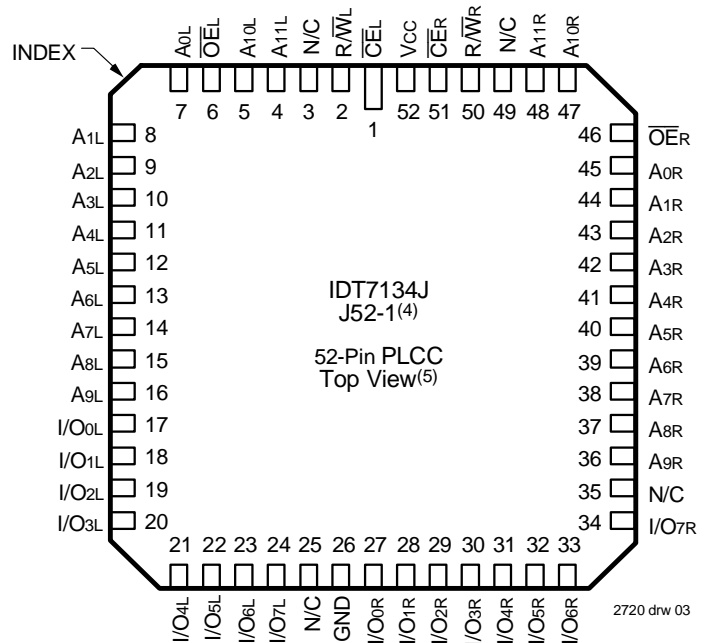 INDEX
A0L
OEL
A10L
A11L
N/C
R/WL
CEL
VCC
CER
R/WR
N/C
A11R
A10R
7
6
5
4
3
2
1
52
51
50
49
48
47
A1L 8
A2L 9
A3L 10
A4L 11
A5L 12
A6L 13
A7L 14
A8L 15
A9L 16
I/O0L 17
I/O1L 18
I/O2L 19
I/O3L 20
IDT7134J
J52-1(4)
52-Pin PLCC
Top View(5)
46 OER
45 A0R
44 A1R
43 A2R
42 A3R
41 A4R
40 A5R
39 A6R
38 A7R
37 A8R
36 A9R
35 N/C
34 I/O7R
21
22
23
24
25
26
27
28
29
30
31
32
33
I/O4L
I/O5L
I/O6L
I/O7L
N/C
GND
I/O0R
I/O1R
I/O2R
/O3R
I/O4R
I/O5R
I/O6R
2720 drw 03